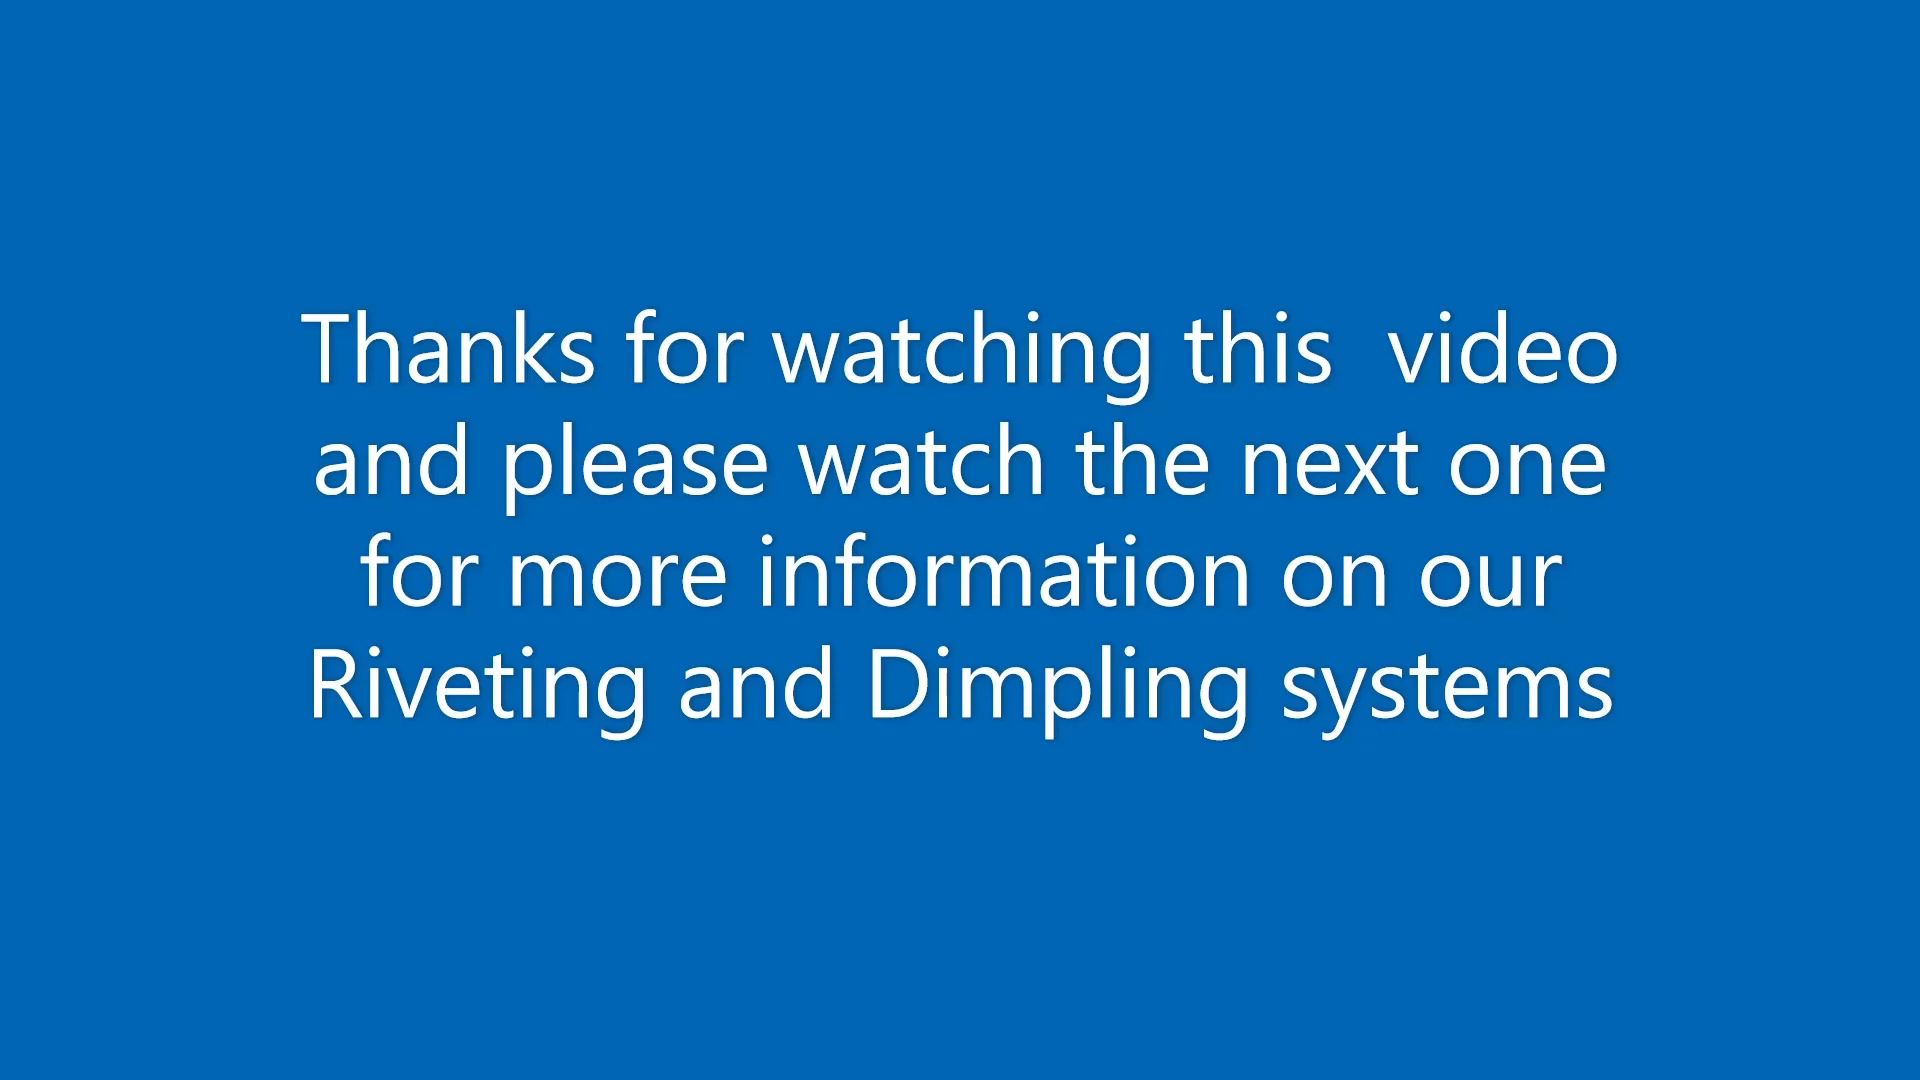 Thanks for watching this  video
and please watch the next one
for more information on our
Riveting and Dimpling systems